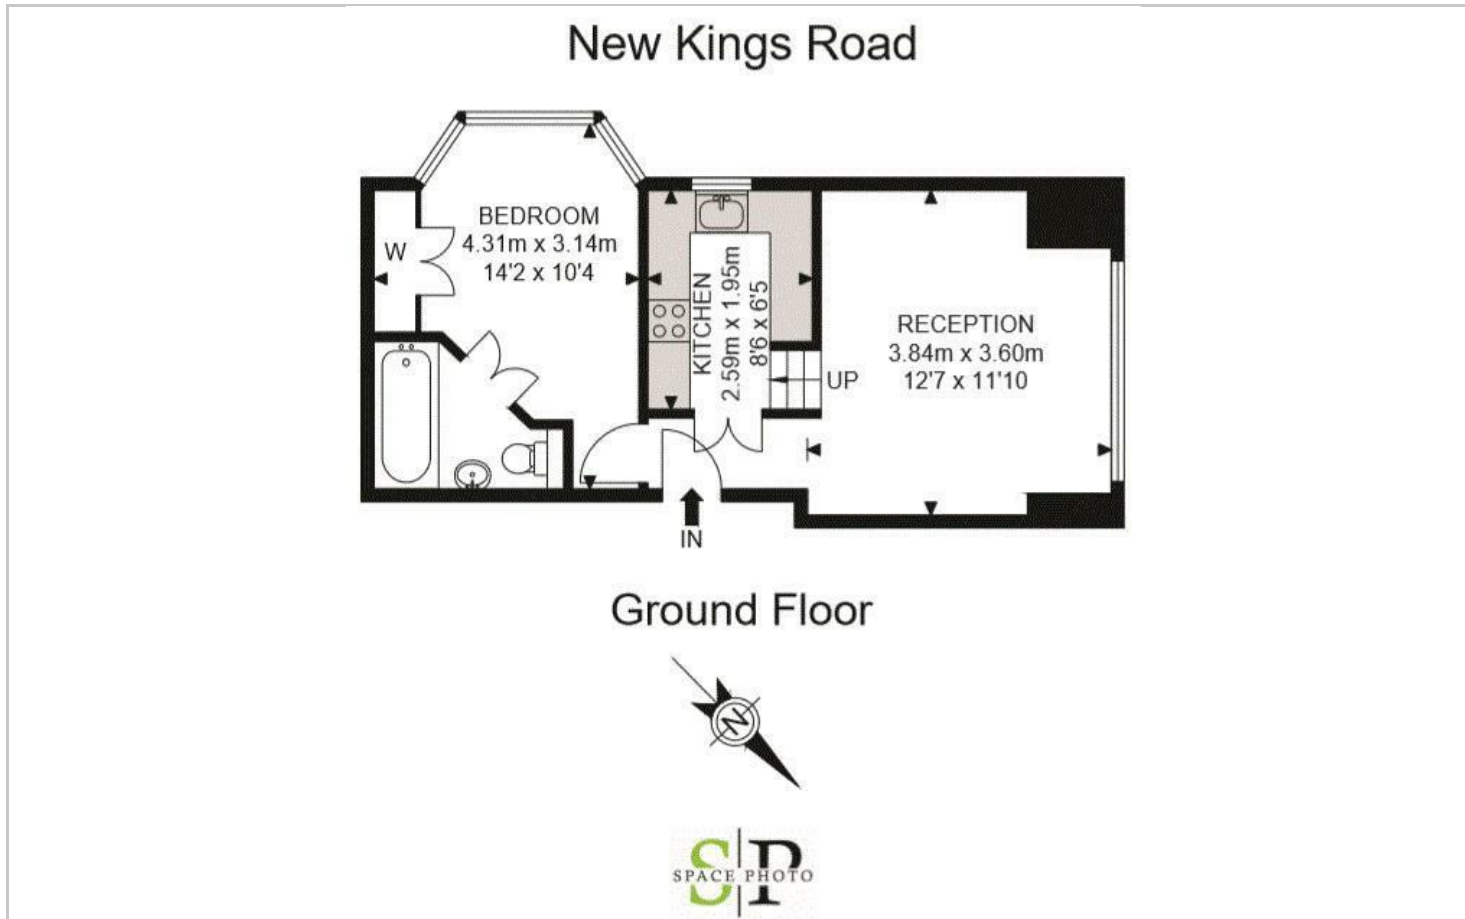 New Kings Road
BEDROOM
4.31m x 3.14m
14'2 x 10'4
W
KITCHEN
2.59m x 1.95m
8'6 x 6'5
UP
RECEPTION
3.84m x 3.60m
12'7 x 11'10
IN
Ground Floor
N
S|P
SPACE PHOTO